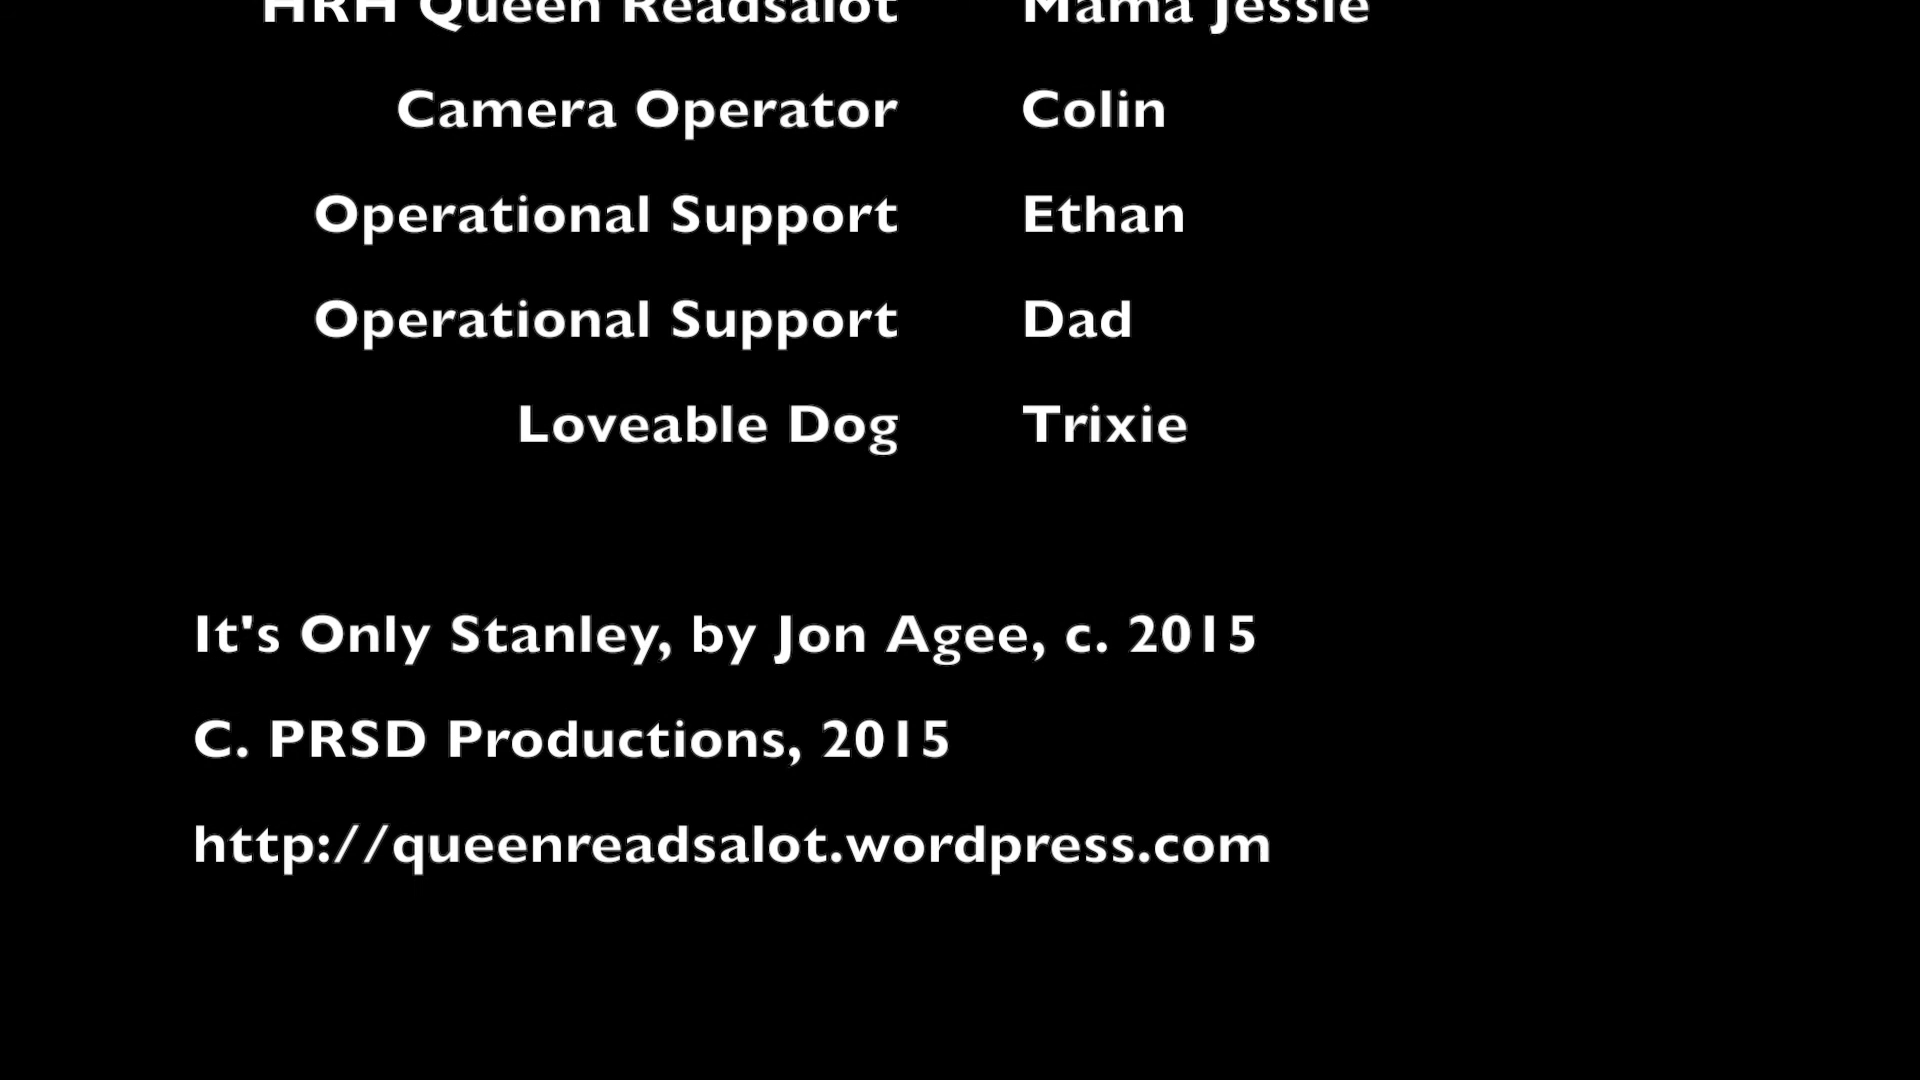 HRH Queen Readsalot Mama Jessie
Camera Operator Colin
Operational Support Ethan
Operational Support Dad
Loveable Dog Trixie
It's Only Stanley, by Jon Agee, c. 2015
C. PRSD Productions, 2015
http://queenreadsalot.wordpress.com